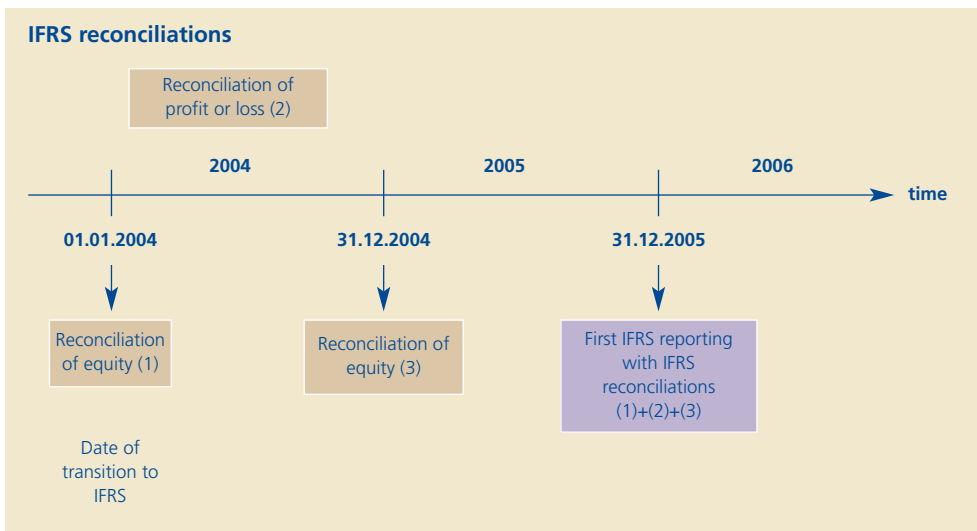 IFRS reconciliations
Reconciliation of
profit or loss (2)
2004
2005
2006
time
01.01.2004
31.12.2004
31.12.2005
Reconciliation
of equity (1)
Reconciliation of
equity (3)
First IFRS reporting
with IFRS
reconciliations
(1)+(2)+(3)
Date of
transition to
IFRS